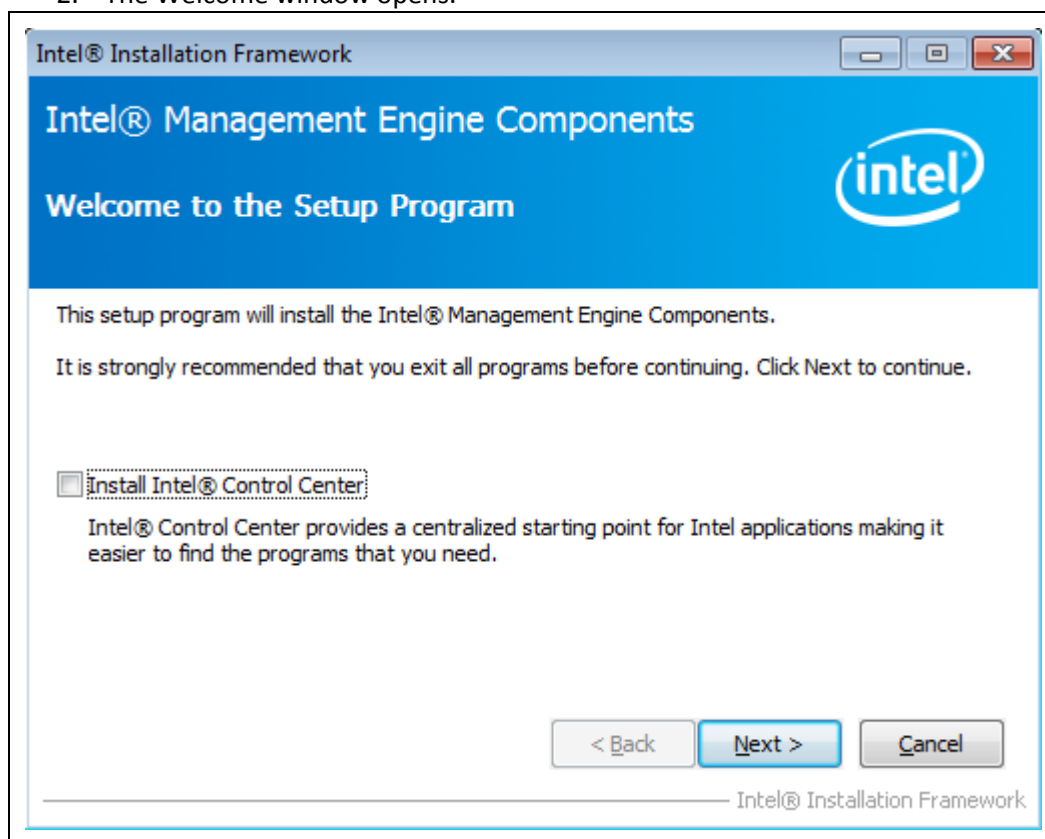 2. The Welcome window opens.
Intel® Installation Framework
Intel® Management Engine Components
intel®
Welcome to the Setup Program
This setup program will install the Intel® Management Engine Components.
It is strongly recommended that you exit all programs before continuing. Click Next to continue.
Install Intel® Control Center
Intel® Control Center provides a centralized starting point for Intel applications making it
easier to find the programs that you need.
< Back Next > Cancel
Intel® Installation Framework